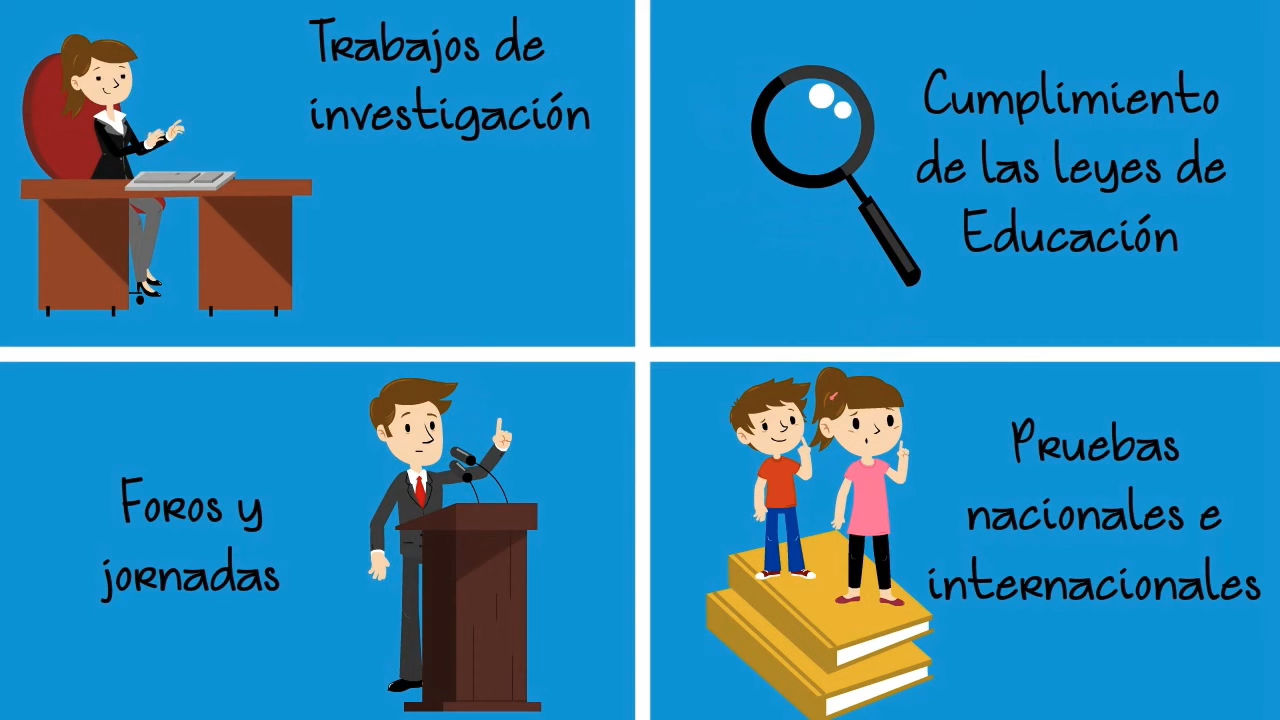 Trabajos de
investigación
Cumplimiento
de las leyes de
Educación
Foros y
jornadas
Pruebas
nacionales e
internacionales